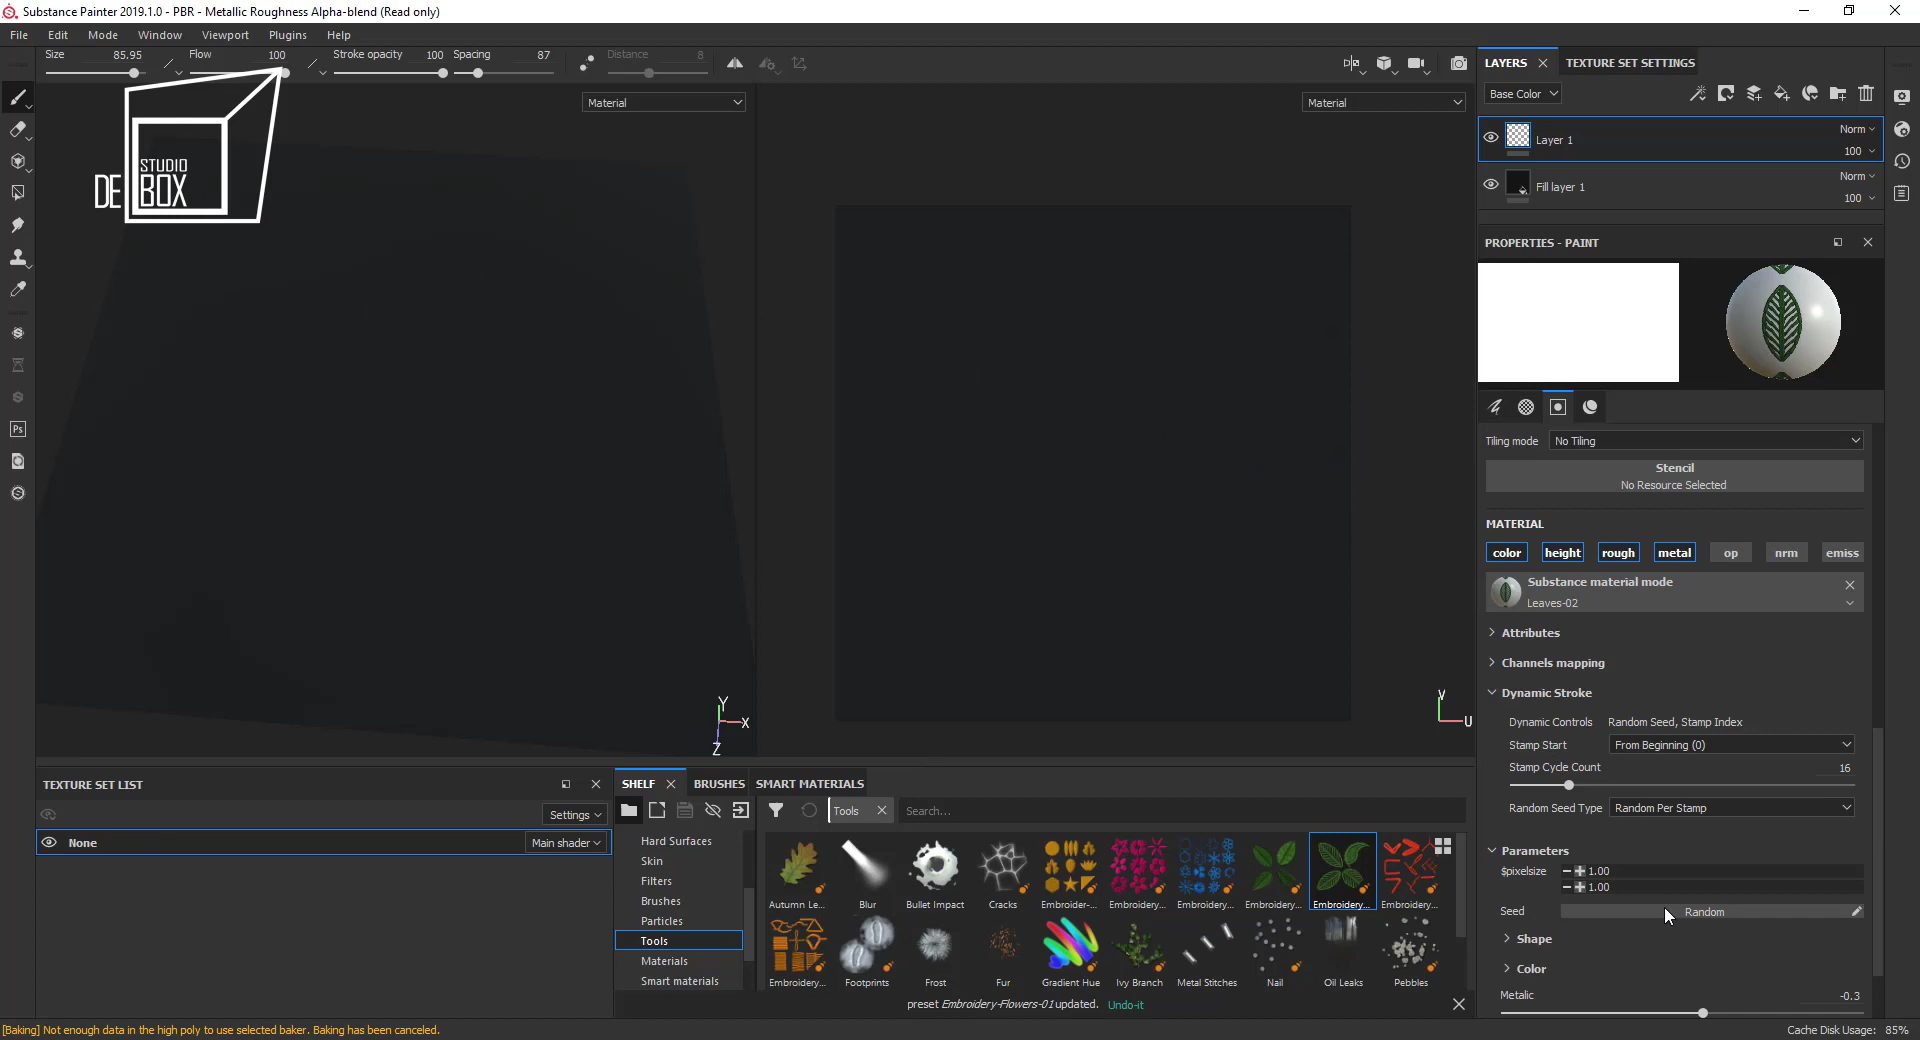 Substance Painter 2019.1.0 - PBR - Metallic Roughness Alpha-blend (Read only)
File Edit Mode Window Viewport Plugins Help
Size 85.95 Flow 100 Stroke opacity 100 Spacing 87 Distance 8
Material
Material
DE STUDIO BOX
Y
X
Z
V
U
LAYERS TEXTURE SET SETTINGS
Base Color
Layer 1 Norm 100
Fill layer 1 Norm 100
PROPERTIES - PAINT
Tiling mode No Tiling
Stencil
No Resource Selected
MATERIAL
color height rough metal op nrm emiss
Substance material mode
Leaves-02
Attributes
Channels mapping
Dynamic Stroke
Dynamic Controls Random Seed, Stamp Index
Stamp Start From Beginning (0)
Stamp Cycle Count 16
Random Seed Type Random Per Stamp
Parameters
$pixelsize 1.00
1.00
Seed Random
Shape
Color
Metalic -0.3
TEXTURE SET LIST
Settings
None Main shader
SHELF BRUSHES SMART MATERIALS
Tools Search...
Hard Surfaces
Skin
Filters
Brushes
Particles
Tools
Materials
Smart materials
Autumn Le... Blur Bullet Impact Cracks Embroider-... Embroidery... Embroidery... Embroidery... Embroidery... Embroidery...
Embroidery... Footprints Frost Fur Gradient Hue Ivy Branch Metal Stitches Nail Oil Leaks Pebbles
preset Embroidery-Flowers-01 updated. Undo-it
[Baking] Not enough data in the high poly to use selected baker. Baking has been canceled.
Cache Disk Usage: 85%
Ps